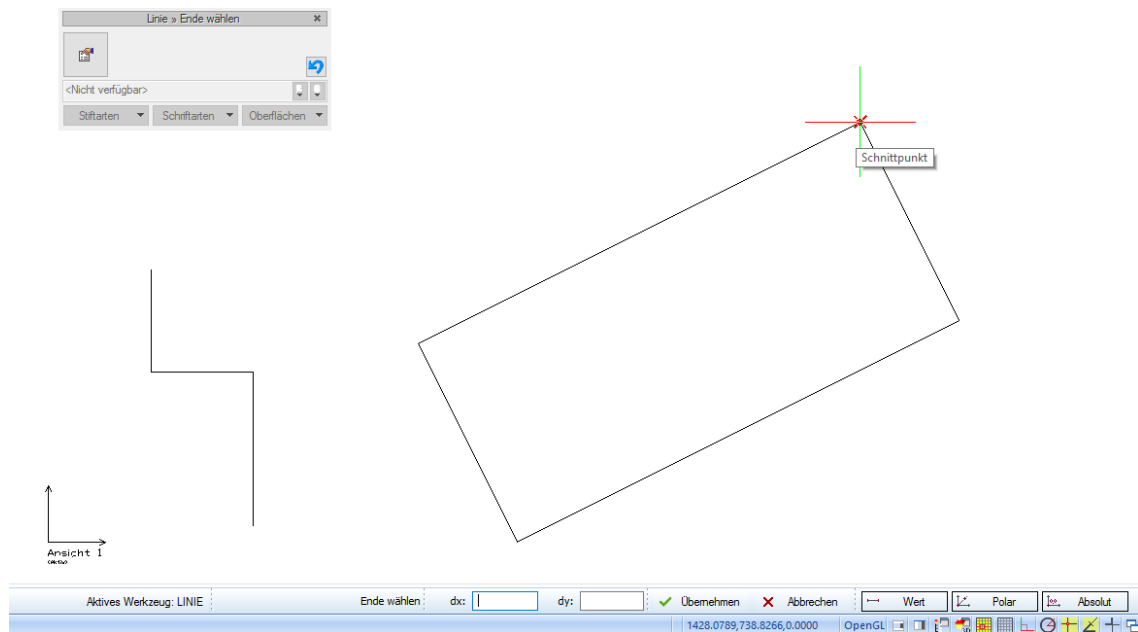 Linie » Ende wählen
<Nicht verfügbar>
Stiftarten Schriftarten Oberflächen
Schnittpunkt
Ansicht 1
Aktives Werkzeug: LINIE Ende wählen dx: dy: Übernehmen Abbrechen Wert Polar Absolut
1428.0789,738.8266,0.0000 OpenGL